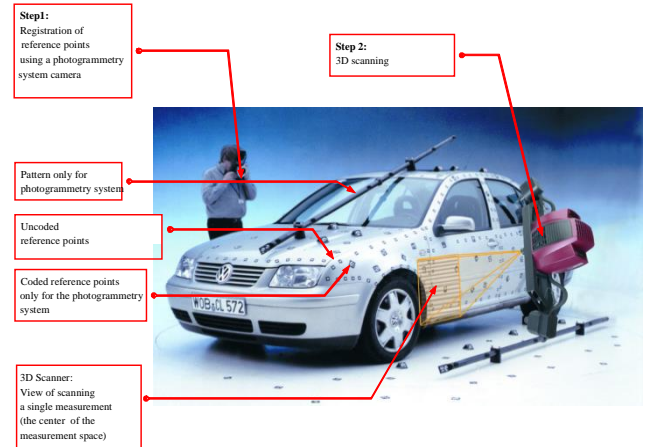 Step1:
Registration of
reference points
using a photogrammetry
system camera
Step 2:
3D scanning
Pattern only for
photogrammetry system
Uncoded
reference points
Coded reference points
only for the photogrammetry
system
WOB CL 572
3D Scanner:
View of scanning
a single measurement
(the center of the
measurement space)